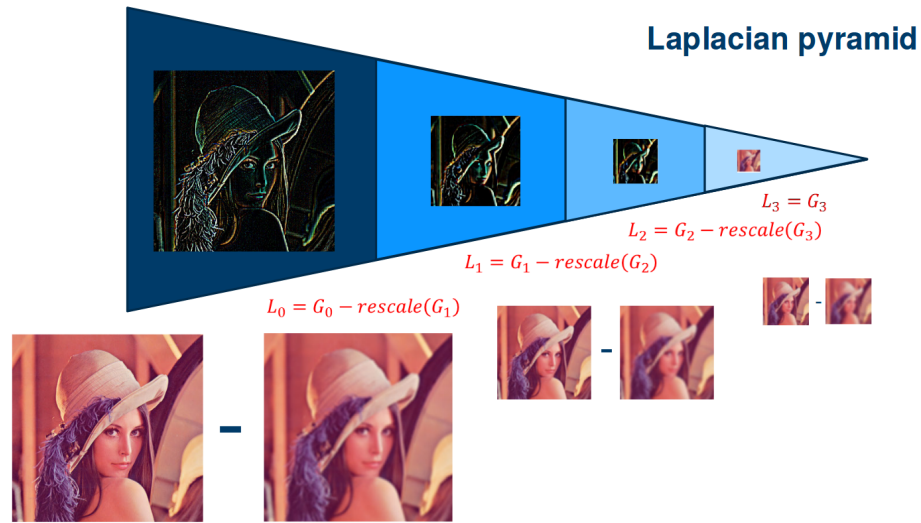 Laplacian pyramid
L₃ = G₃
L₂ = G₂ − rescale(G₃)
L₁ = G₁ − rescale(G₂)
L₀ = G₀ − rescale(G₁)
-
-
-